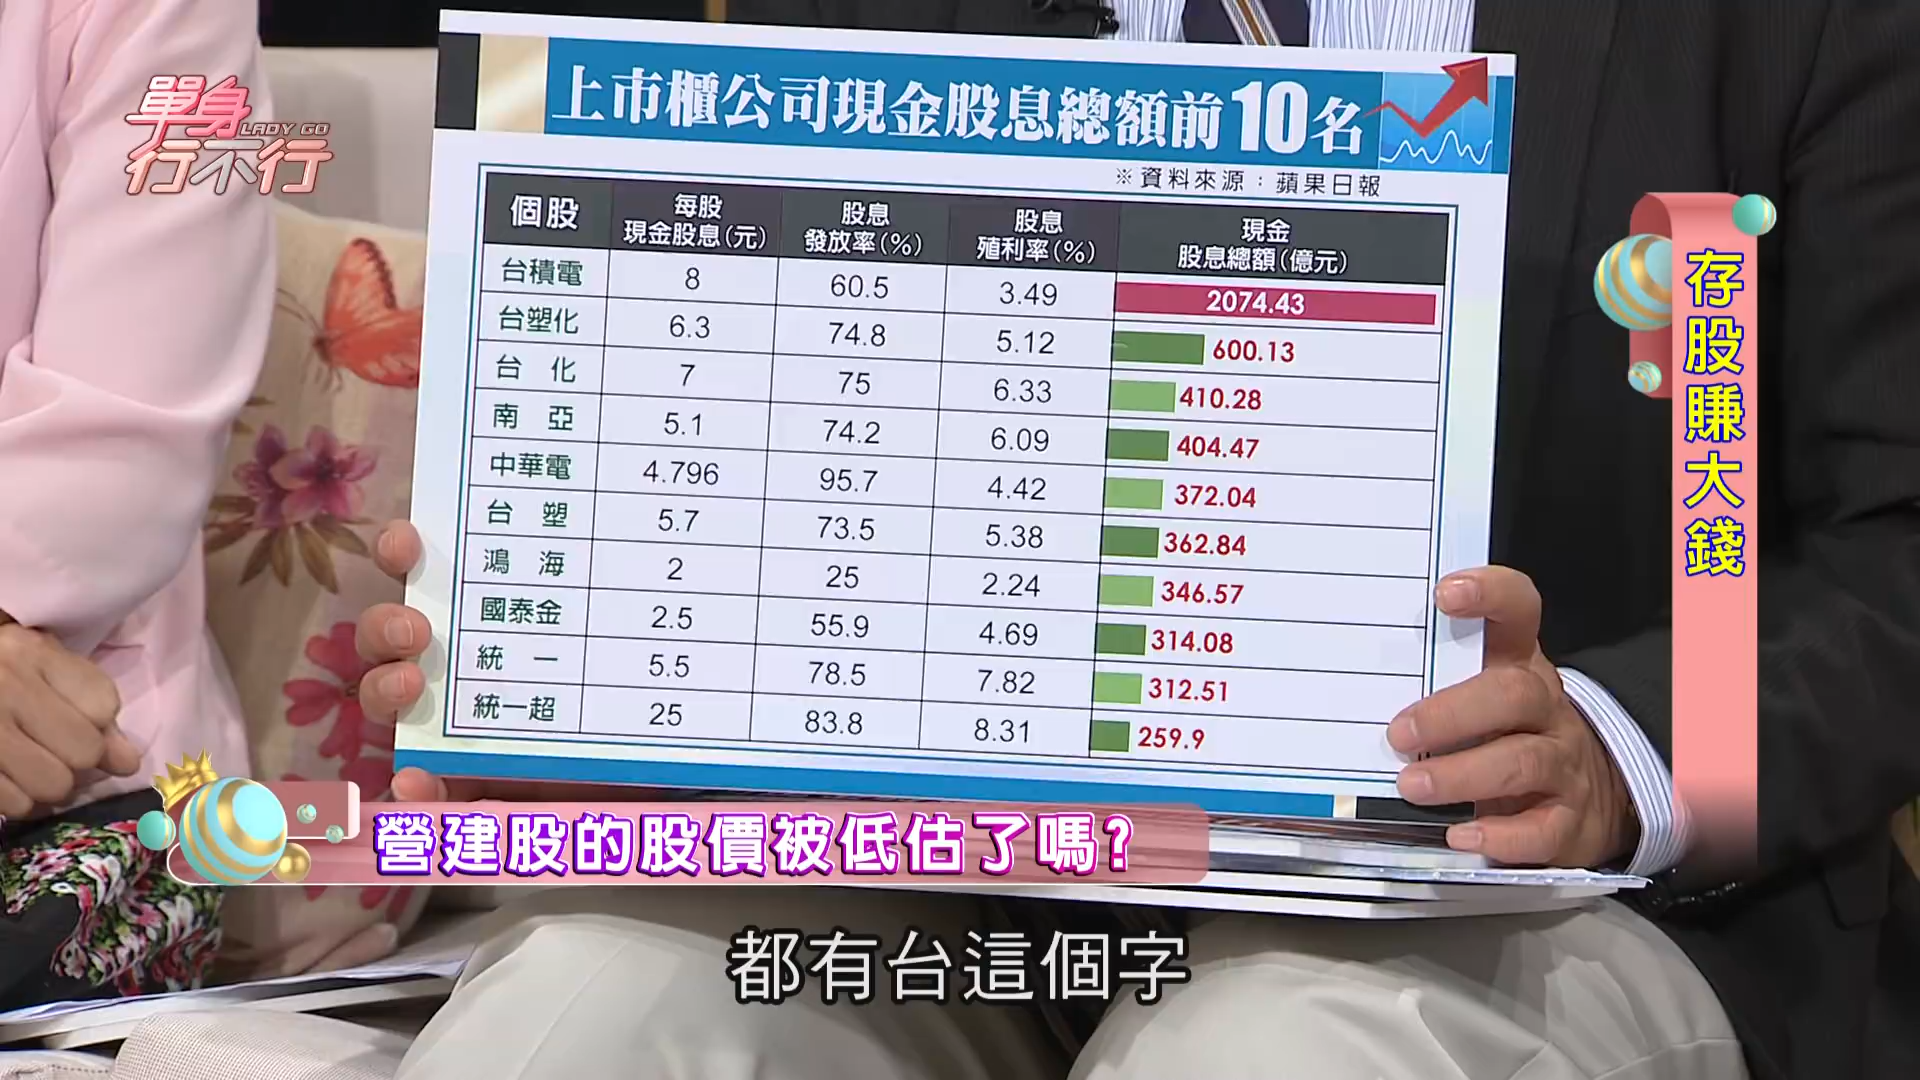 單身
LADY GO
行不行
上市櫃公司現金股息總額前10名
※資料來源：蘋果日報
個股 每股現金股息(元) 股息發放率(%) 股息殖利率(%) 現金股息總額(億元)
台積電 8 60.5 3.49 2074.43
台塑化 6.3 74.8 5.12 600.13
台化 7 75 6.33 410.28
南亞 5.1 74.2 6.09 404.47
中華電 4.796 95.7 4.42 372.04
台塑 5.7 73.5 5.38 362.84
鴻海 2 25 2.24 346.57
國泰金 2.5 55.9 4.69 314.08
統一 5.5 78.5 7.82 312.51
統一超 25 83.8 8.31 259.9
存股賺大錢
營建股的股價被低估了嗎?
都有台這個字